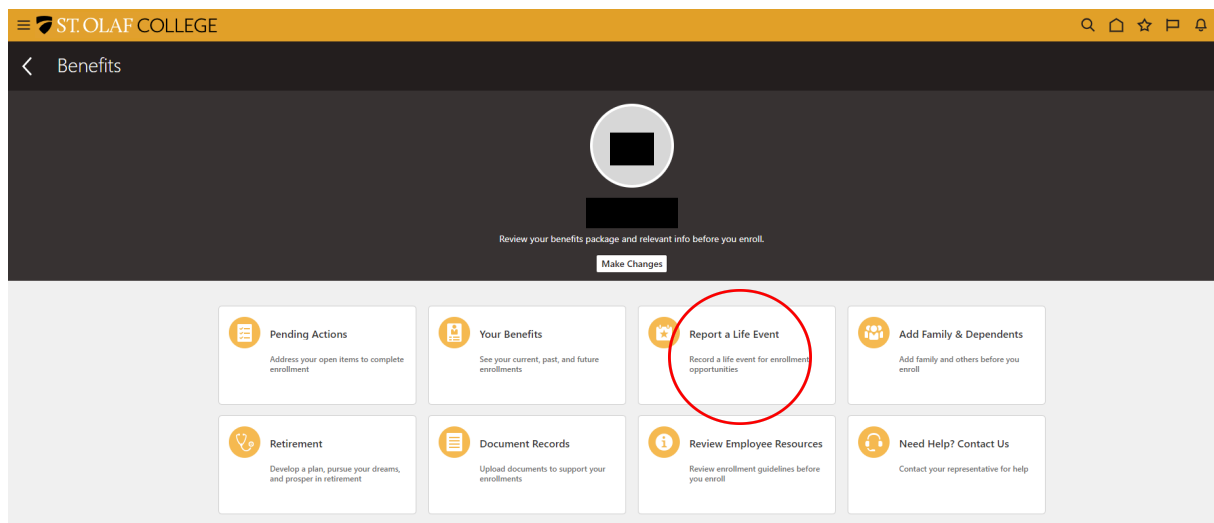 ST. OLAF COLLEGE
Benefits
Review your benefits package and relevant info before you enroll.
Make Changes
Pending Actions
Address your open items to complete
enrollment
Your Benefits
See your current, past, and future
enrollments
Report a Life Event
Record a life event for enrollment
opportunities
Add Family & Dependents
Add family and others before you
enroll
Retirement
Develop a plan, pursue your dreams,
and prosper in retirement
Document Records
Upload documents to support your
enrollments
Review Employee Resources
Review enrollment guidelines before
you enroll
Need Help? Contact Us
Contact your representative for help